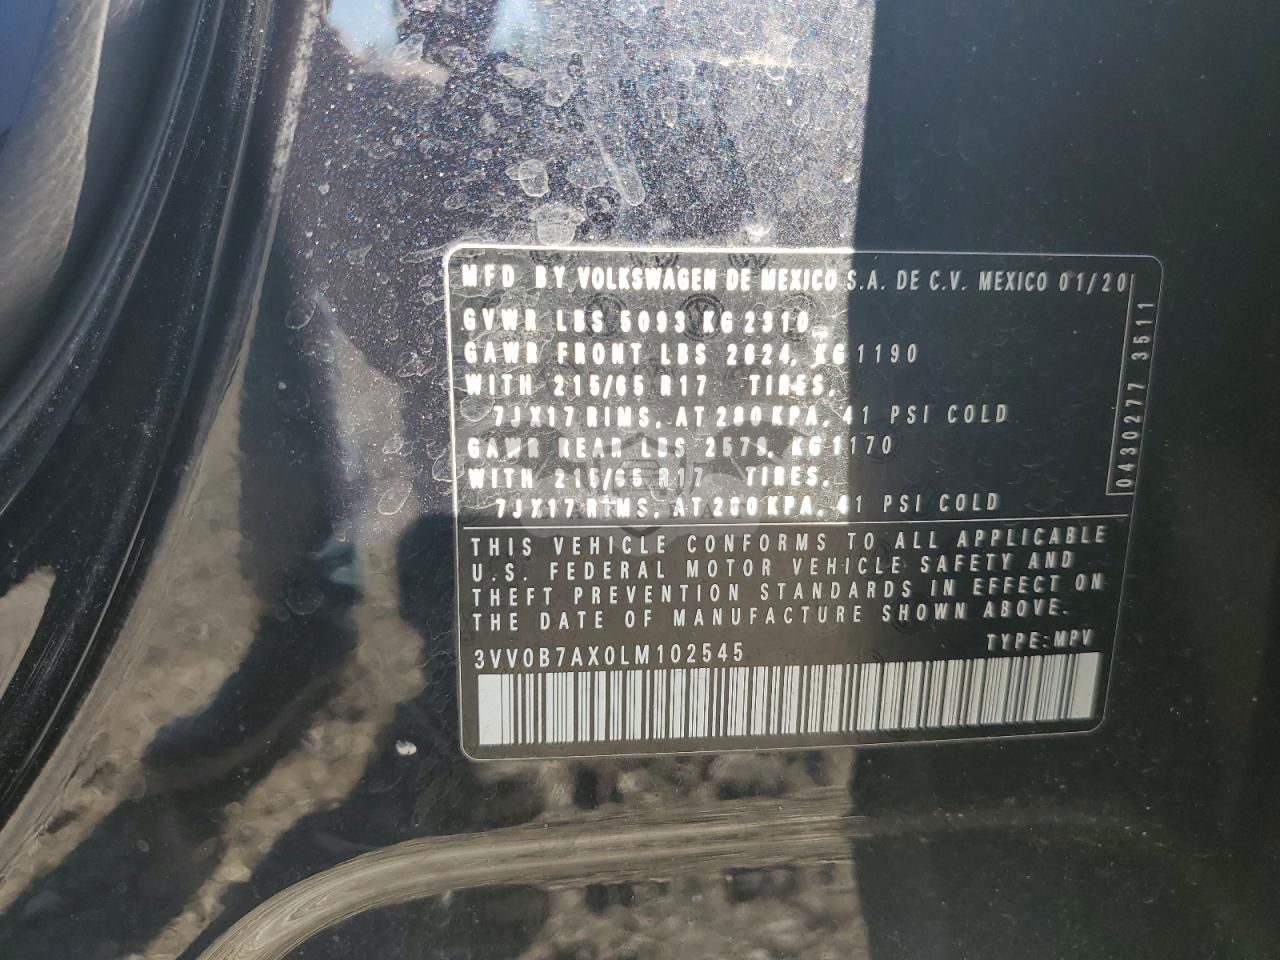 MFD BY VOLKSWAGEN DE MEXICO S.A. DE C.V. MEXICO 01/20
GVWR LBS 5093 KG 2310,
GAWR FRONT LBS 2624, KG 1190
WITH 215/65 R17 TIRES,
7JX17 RIMS, AT 280 KPA, 41 PSI COLD
GAWR REAR LBS 2579, KG 1170
WITH 215/65 R17 TIRES,
7JX17 RIMS, AT 280 KPA, 41 PSI COLD
THIS VEHICLE CONFORMS TO ALL APPLICABLE
U.S. FEDERAL MOTOR VEHICLE SAFETY AND
THEFT PREVENTION STANDARDS IN EFFECT ON
THE DATE OF MANUFACTURE SHOWN ABOVE.
TYPE:MPV
3VV0B7AX0LM102545
0430277 3511